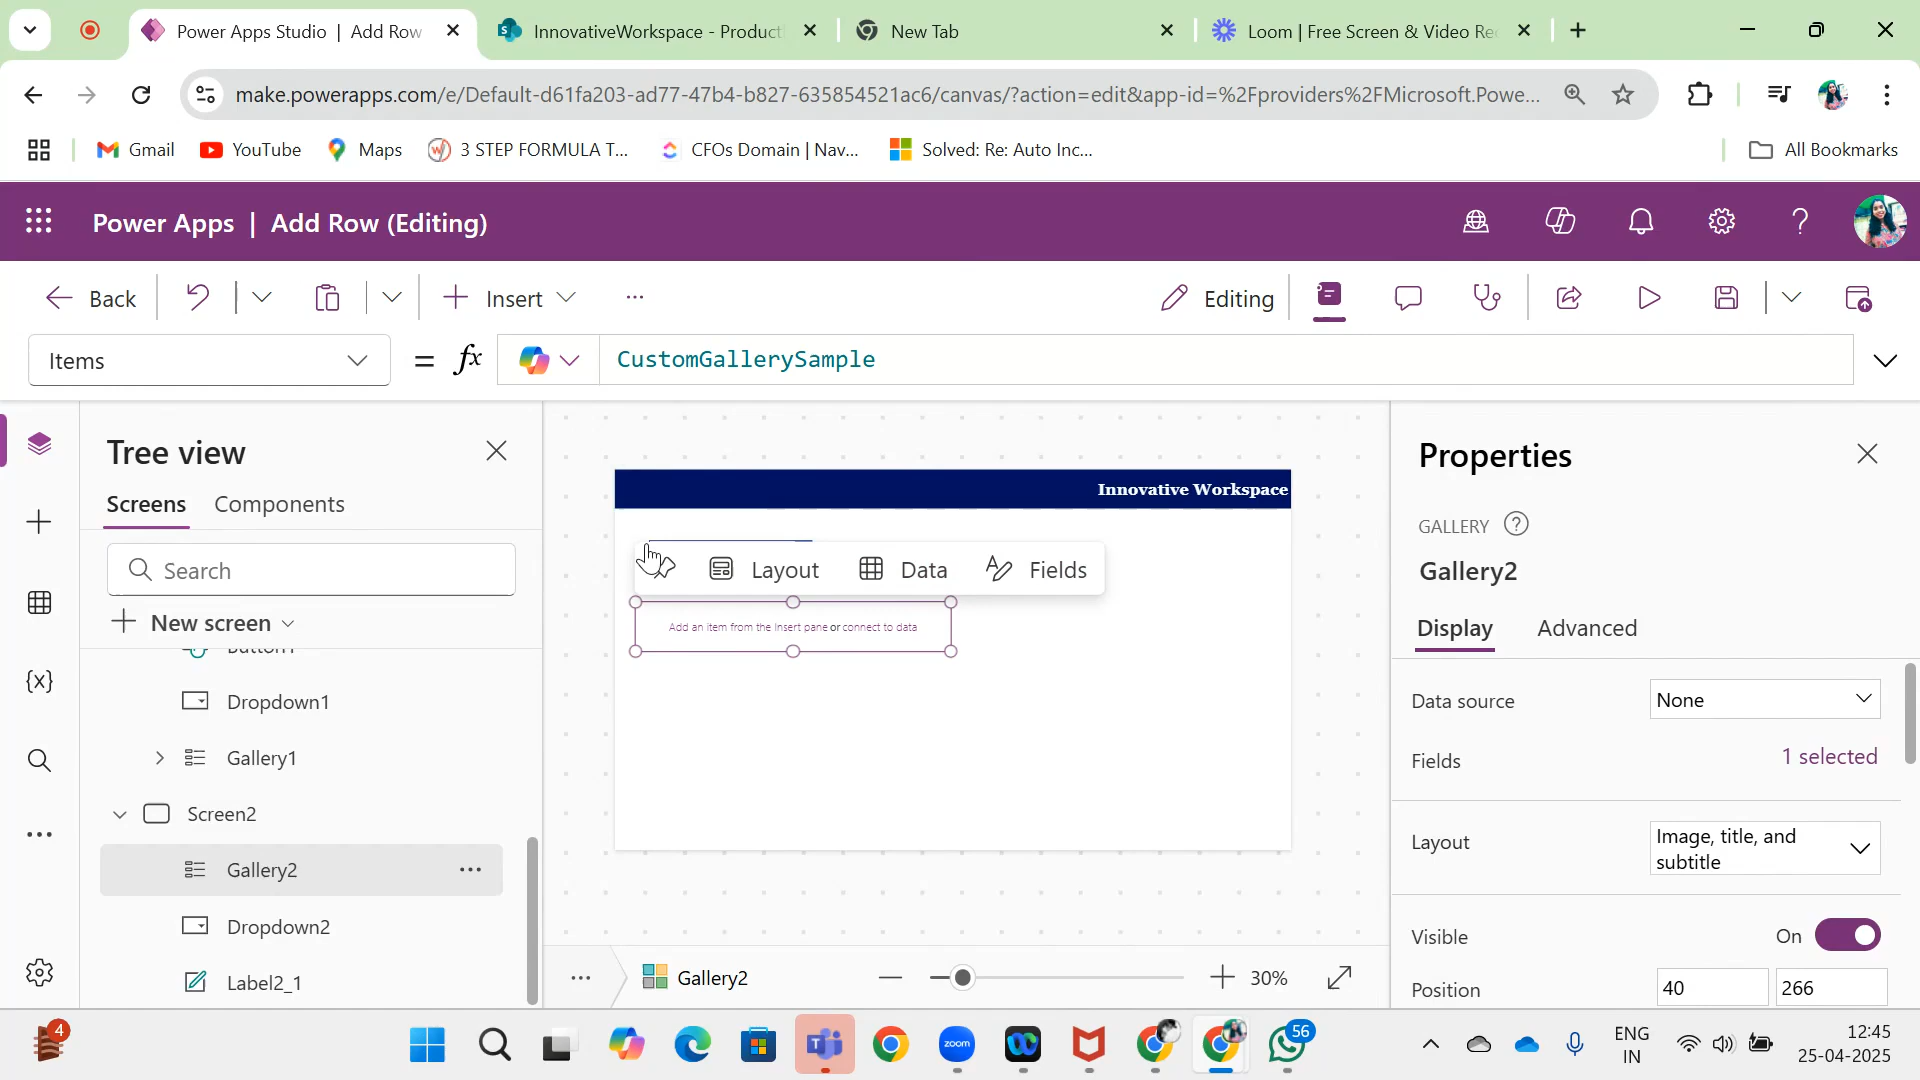 Power Apps Studio | Add Row
InnovativeWorkspace - Product
New Tab
Loom | Free Screen & Video Re
make.powerapps.com/e/Default-d61fa203-ad77-47b4-b827-635854521ac6/canvas/?action=edit&app-id=%2Fproviders%2FMicrosoft.Powe...
Gmail
YouTube
Maps
3 STEP FORMULA T...
CFOs Domain | Nav...
Solved: Re: Auto Inc...
All Bookmarks
Power Apps | Add Row (Editing)
Back
Insert
Editing
Items
= fx
CustomGallerySample
Tree view
Screens
Components
Search
New screen
Button1
Dropdown1
Gallery1
Screen2
Gallery2
Dropdown2
Label2_1
Innovative Workspace
Layout
Data
Fields
Add an item from the Insert pane or connect to data
Gallery2
30%
Properties
GALLERY
Gallery2
Display
Advanced
Data source
None
Fields
1 selected
Layout
Image, title, and
subtitle
Visible
On
Position
40
266
4
zoom
56
ENG
IN
12:45
25-04-2025